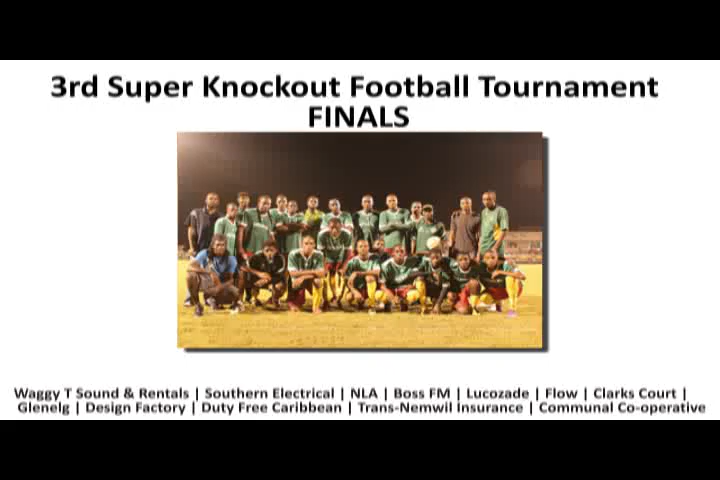 3rd Super Knockout Football Tournament
FINALS
Waggy T Sound & Rentals | Southern Electrical | NLA | Boss FM | Lucozade | Flow | Clarks Court |
Glenelg | Design Factory | Duty Free Caribbean | Trans-Nemwil Insurance | Communal Co-operative